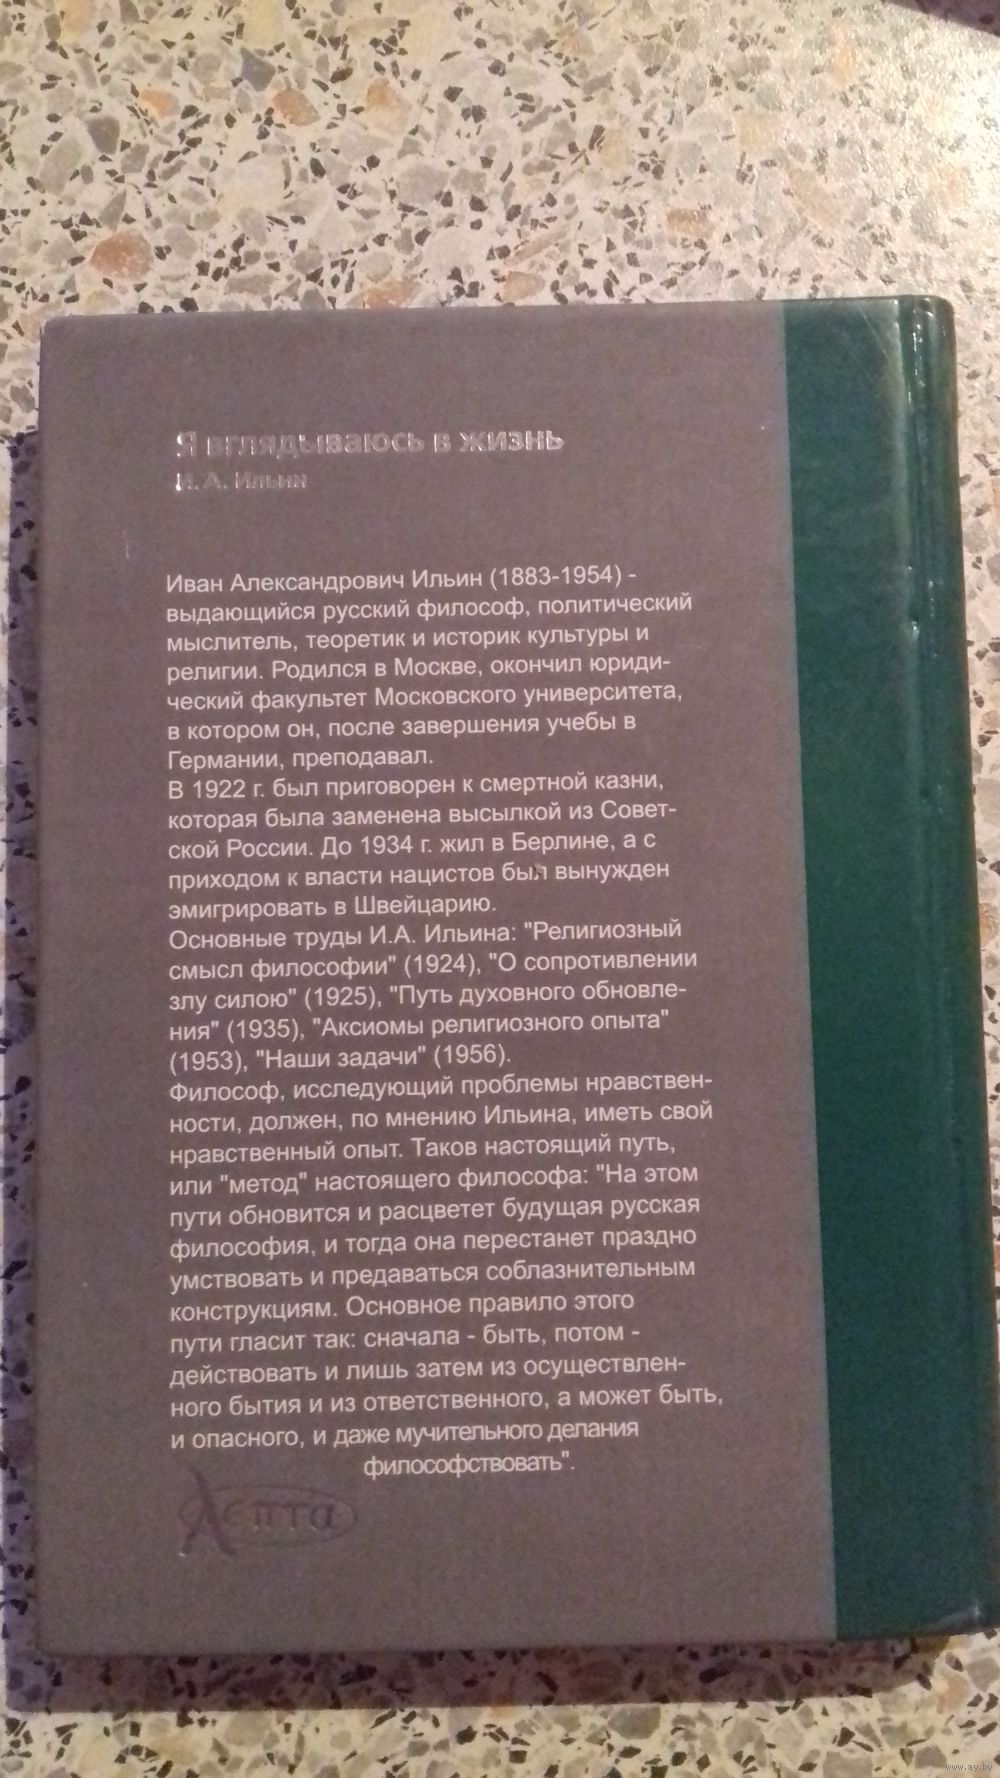 Я вглядываюсь в жизнь
И. А. Ильин
Иван Александрович Ильин (1883-1954) -
выдающийся русский философ, политический
мыслитель, теоретик и историк культуры и
религии. Родился в Москве, окончил юриди-
ческий факультет Московского университета,
в котором он, после завершения учебы в
Германии, преподавал.
В 1922 г. был приговорен к смертной казни,
которая была заменена высылкой из Совет-
ской России. До 1934 г. жил в Берлине, а с
приходом к власти нацистов был вынужден
эмигрировать в Швейцарию.
Основные труды И.А. Ильина: "Религиозный
смысл философии" (1924), "О сопротивлении
злу силою" (1925), "Путь духовного обновле-
ния" (1935), "Аксиомы религиозного опыта"
(1953), "Наши задачи" (1956).
Философ, исследующий проблемы нравствен-
ности, должен, по мнению Ильина, иметь свой
нравственный опыт. Таков настоящий путь,
или "метод" настоящего философа: "На этом
пути обновится и расцветет будущая русская
философия, и тогда она перестанет праздно
умствовать и предаваться соблазнительным
конструкциям. Основное правило этого
пути гласит так: сначала - быть, потом -
действовать и лишь затем из осуществлен-
ного бытия и из ответственного, а может быть,
и опасного, и даже мучительного делания
философствовать".
Лепта
www.ay.by